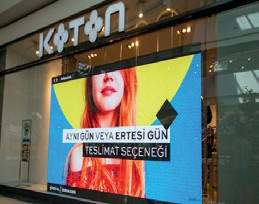 KOTON
AYNI GÜN VEYA ERTESİ GÜN
TESLİMAT SEÇENEĞİ